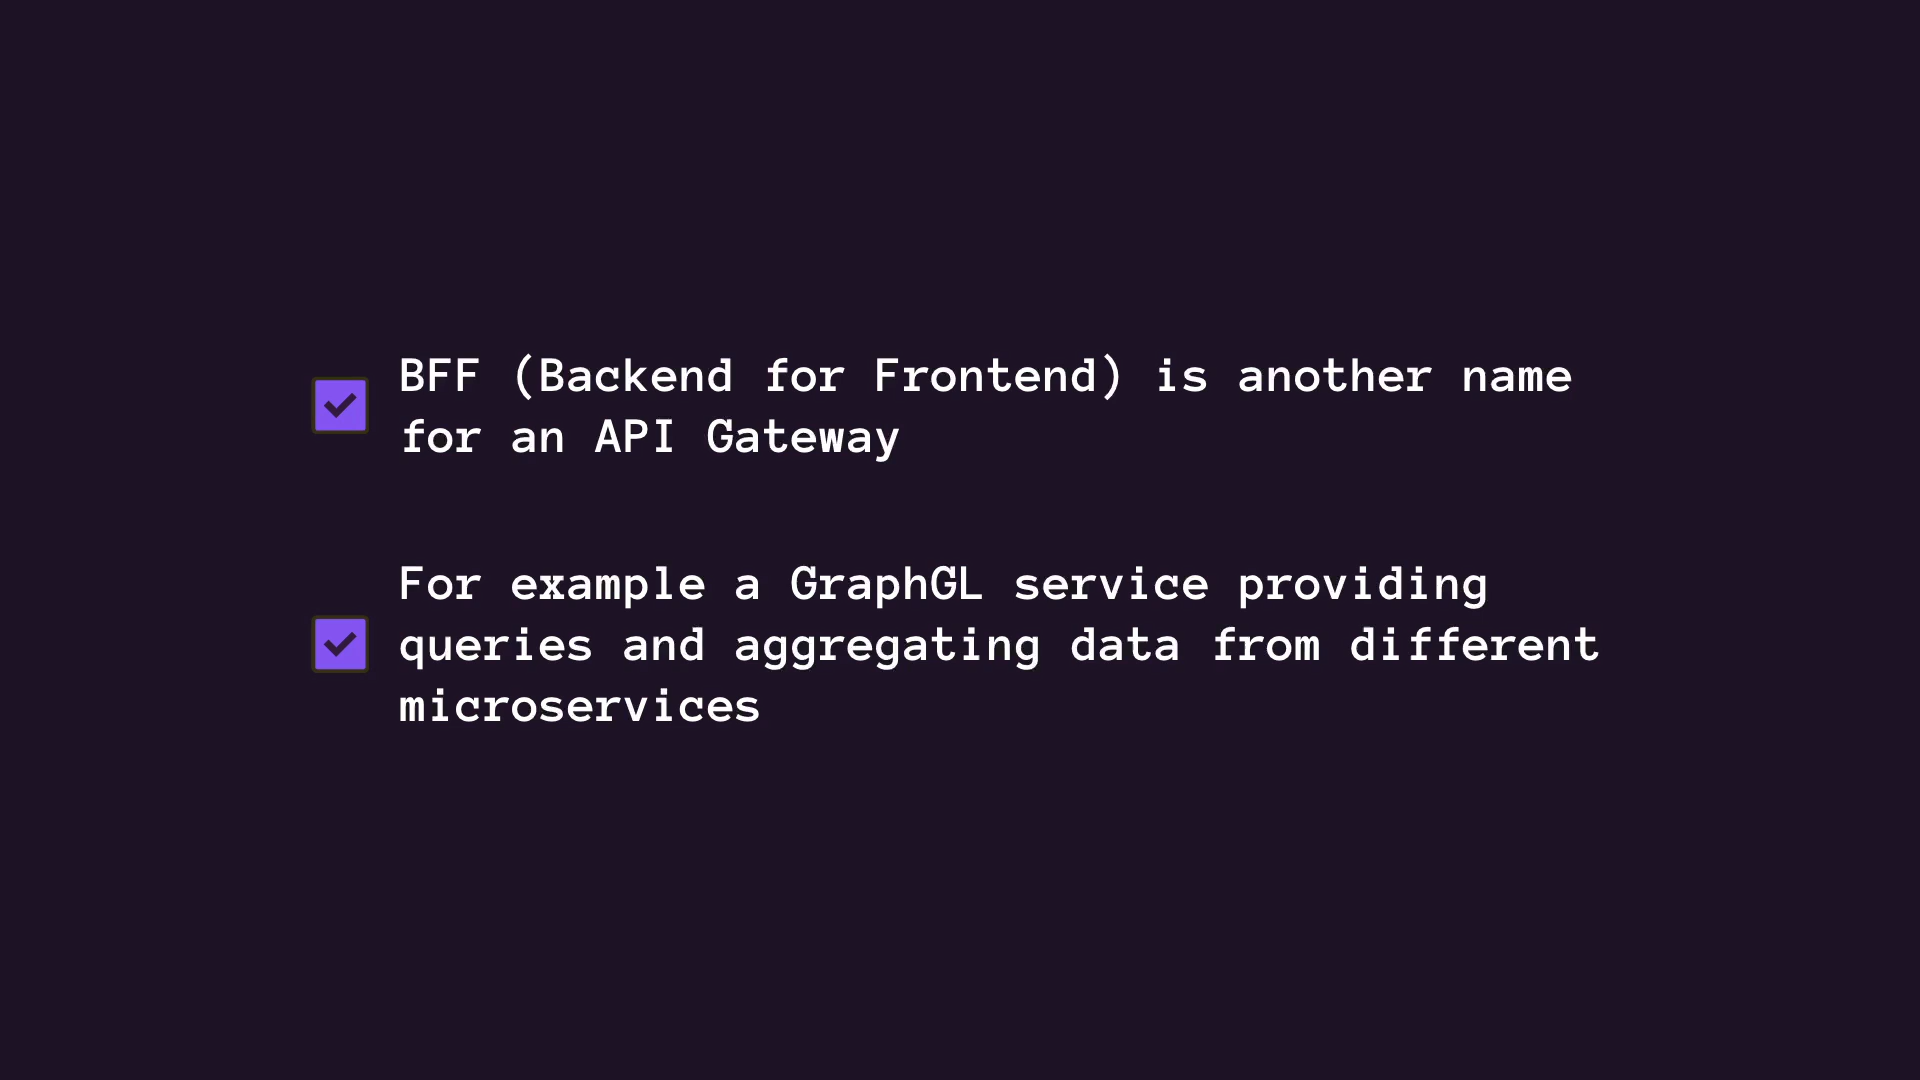 BFF (Backend for Frontend) is another name
for an API Gateway
For example a GraphGL service providing
queries and aggregating data from different
microservices